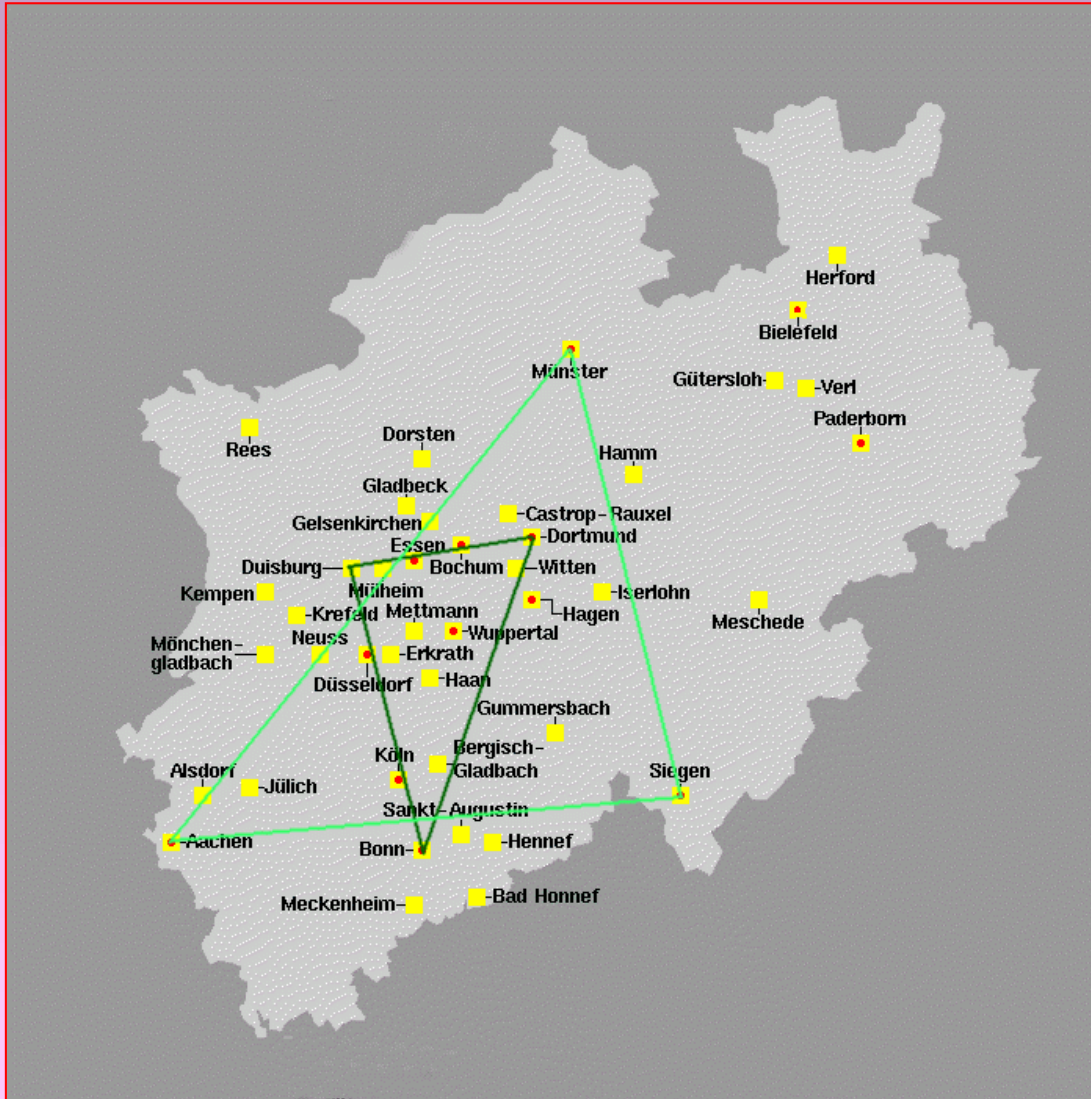 Herford
Bielefeld
Münster
Gütersloh
Verl
Paderborn
Rees
Dorsten
Hamm
Gladbeck
Gelsenkirchen
Castrop-Rauxel
Essen
Dortmund
Duisburg
Bochum
Witten
Mülheim
Kempen
Iserlohn
Krefeld
Mettmann
Hagen
Meschede
Neuss
Wuppertal
Mönchen-
gladbach
Erkrath
Düsseldorf
Haan
Gummersbach
Köln
Bergisch-
Gladbach
Siegen
Alsdorf
Jülich
Sankt-Augustin
Aachen
Bonn
Hennef
Meckenheim
Bad Honnef